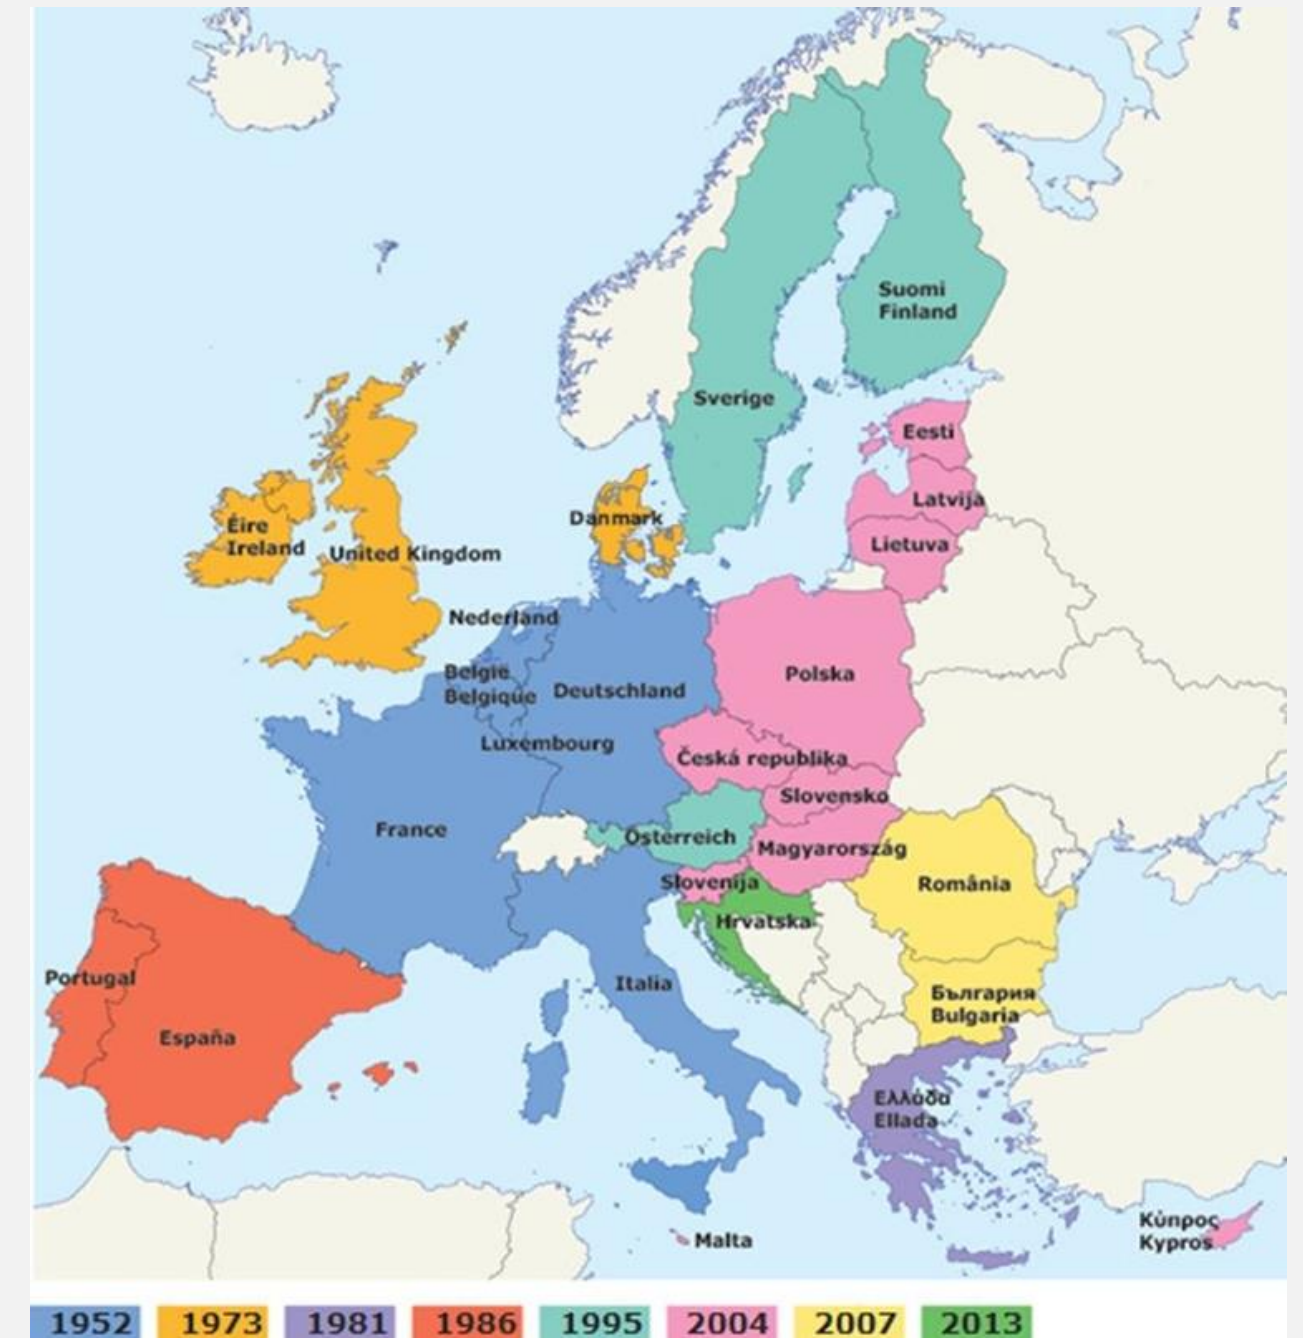 Suomi
Finland
Sverige
Eesti
Latvija
Danmark
Éire
Ireland
United Kingdom
Lietuva
Nederland
België
Belgique
Deutschland
Polska
Luxembourg
Česká republika
Slovensko
France
Österreich
Magyarország
Slovenija
România
Hrvatska
Portugal
Italia
България
Bulgaria
España
Ελλάδα
Ellada
Κύπρος
Kypros
Malta
1952 1973 1981 1986 1995 2004 2007 2013